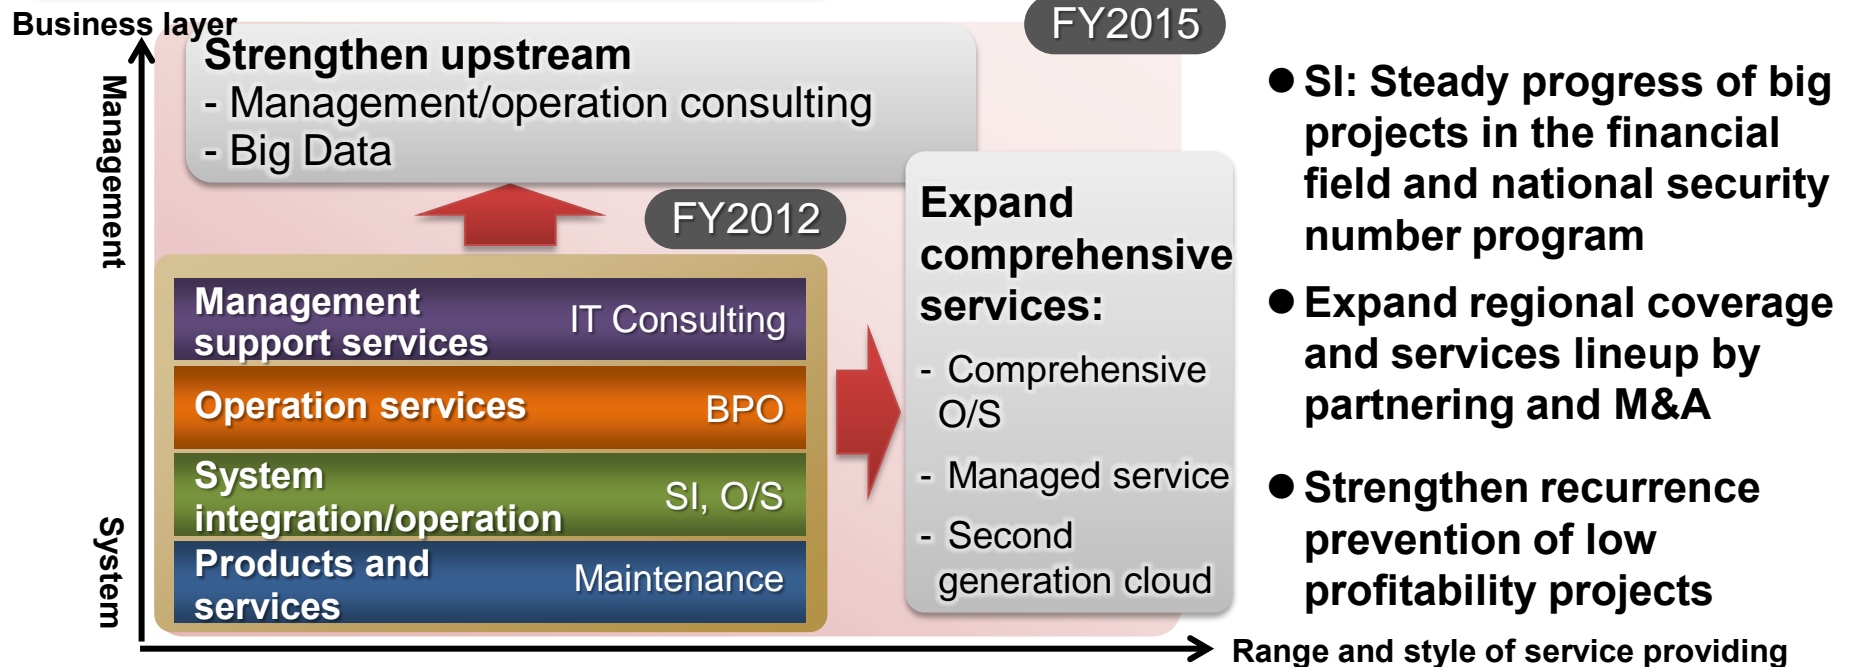 Business layer
FY2015
Strengthen upstream
- Management/operation consulting
- Big Data
Management
System
FY2012
Management
support services
IT Consulting
Operation services
BPO
System
integration/operation
SI, O/S
Products and
services
Maintenance
Expand
comprehensive
services:
- Comprehensive
O/S
- Managed service
- Second
generation cloud
Range and style of service providing
● SI: Steady progress of big
projects in the financial
field and national security
number program
● Expand regional coverage
and services lineup by
partnering and M&A
● Strengthen recurrence
prevention of low
profitability projects